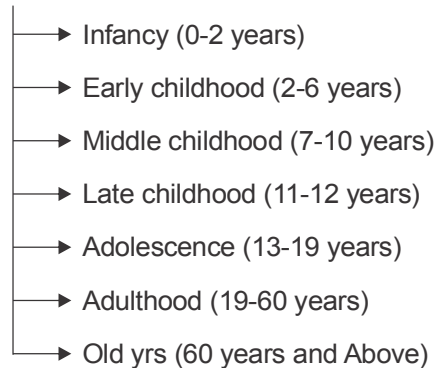 Infancy (0-2 years)
Early childhood (2-6 years)
Middle childhood (7-10 years)
Late childhood (11-12 years)
Adolescence (13-19 years)
Adulthood (19-60 years)
Old yrs (60 years and Above)